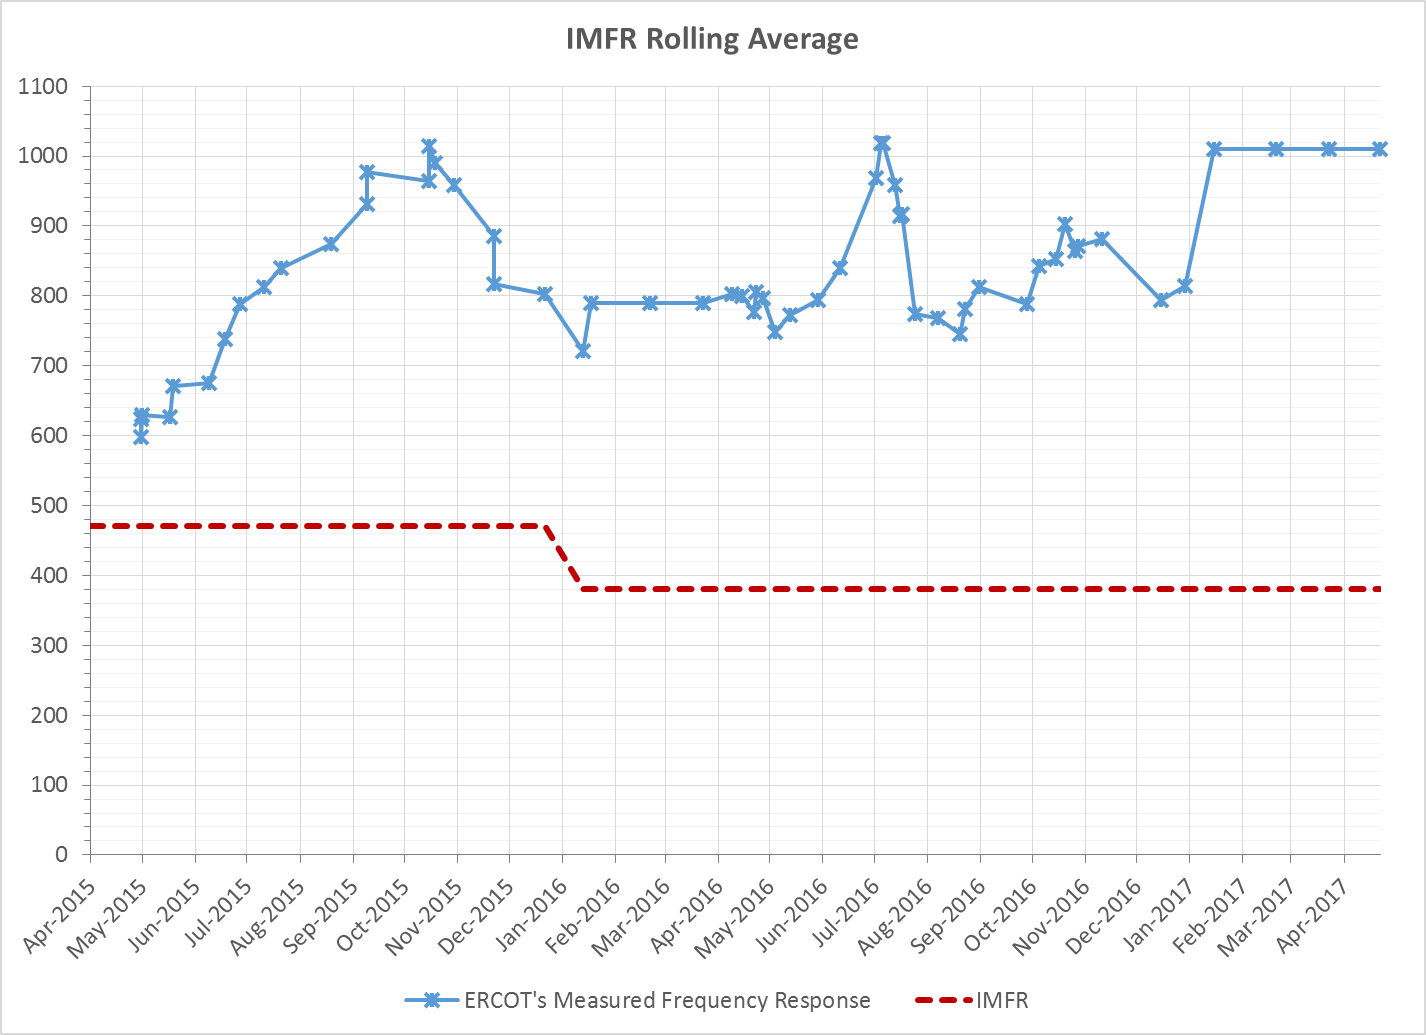 IMFR Rolling Average
1100
1000
900
800
700
600
500
400
300
200
100
0
Apr-2015
May-2015
Jun-2015
Jul-2015
Aug-2015
Sep-2015
Oct-2015
Nov-2015
Dec-2015
Jan-2016
Feb-2016
Mar-2016
Apr-2016
May-2016
Jun-2016
Jul-2016
Aug-2016
Sep-2016
Oct-2016
Nov-2016
Dec-2016
Jan-2017
Feb-2017
Mar-2017
Apr-2017
ERCOT's Measured Frequency Response
IMFR